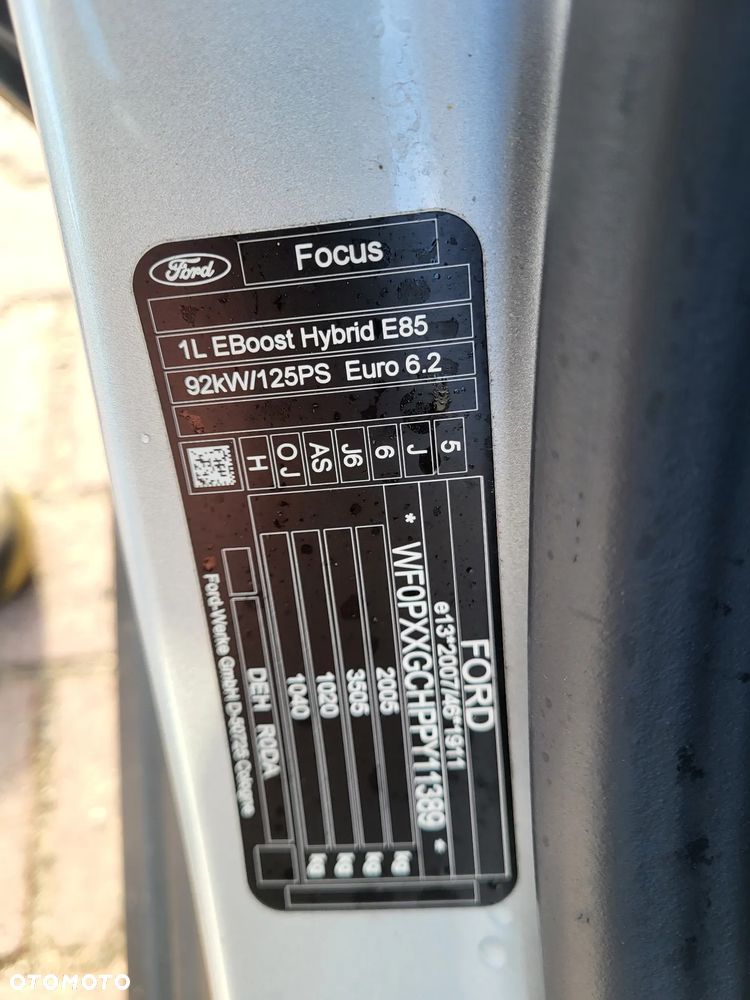 Ford
Focus
1L EBoost Hybrid E85
92kW/125PS Euro 6.2
5
J
6
J6
AS
OJ
H
FORD
e13*2007/46*1911
* WF0PXXGCHPPY11389 *
2005 kg
3505 kg
1020 kg
1040 kg
DEH R0DA
Ford-Werke GmbH D-50725 Cologne
OTOMOTO